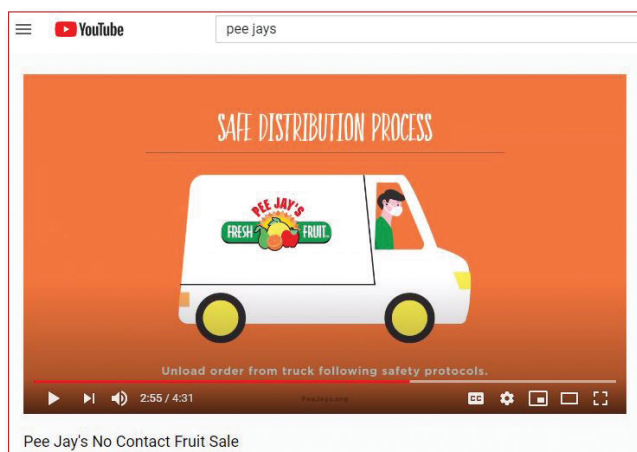 YouTube
pee jays
SAFE DISTRIBUTION PROCESS
PEE JAY'S
FRESH FRUIT
Unload order from truck following safety protocols.
2:55 / 4:31
PeeJays.org
CC
Pee Jay's No Contact Fruit Sale